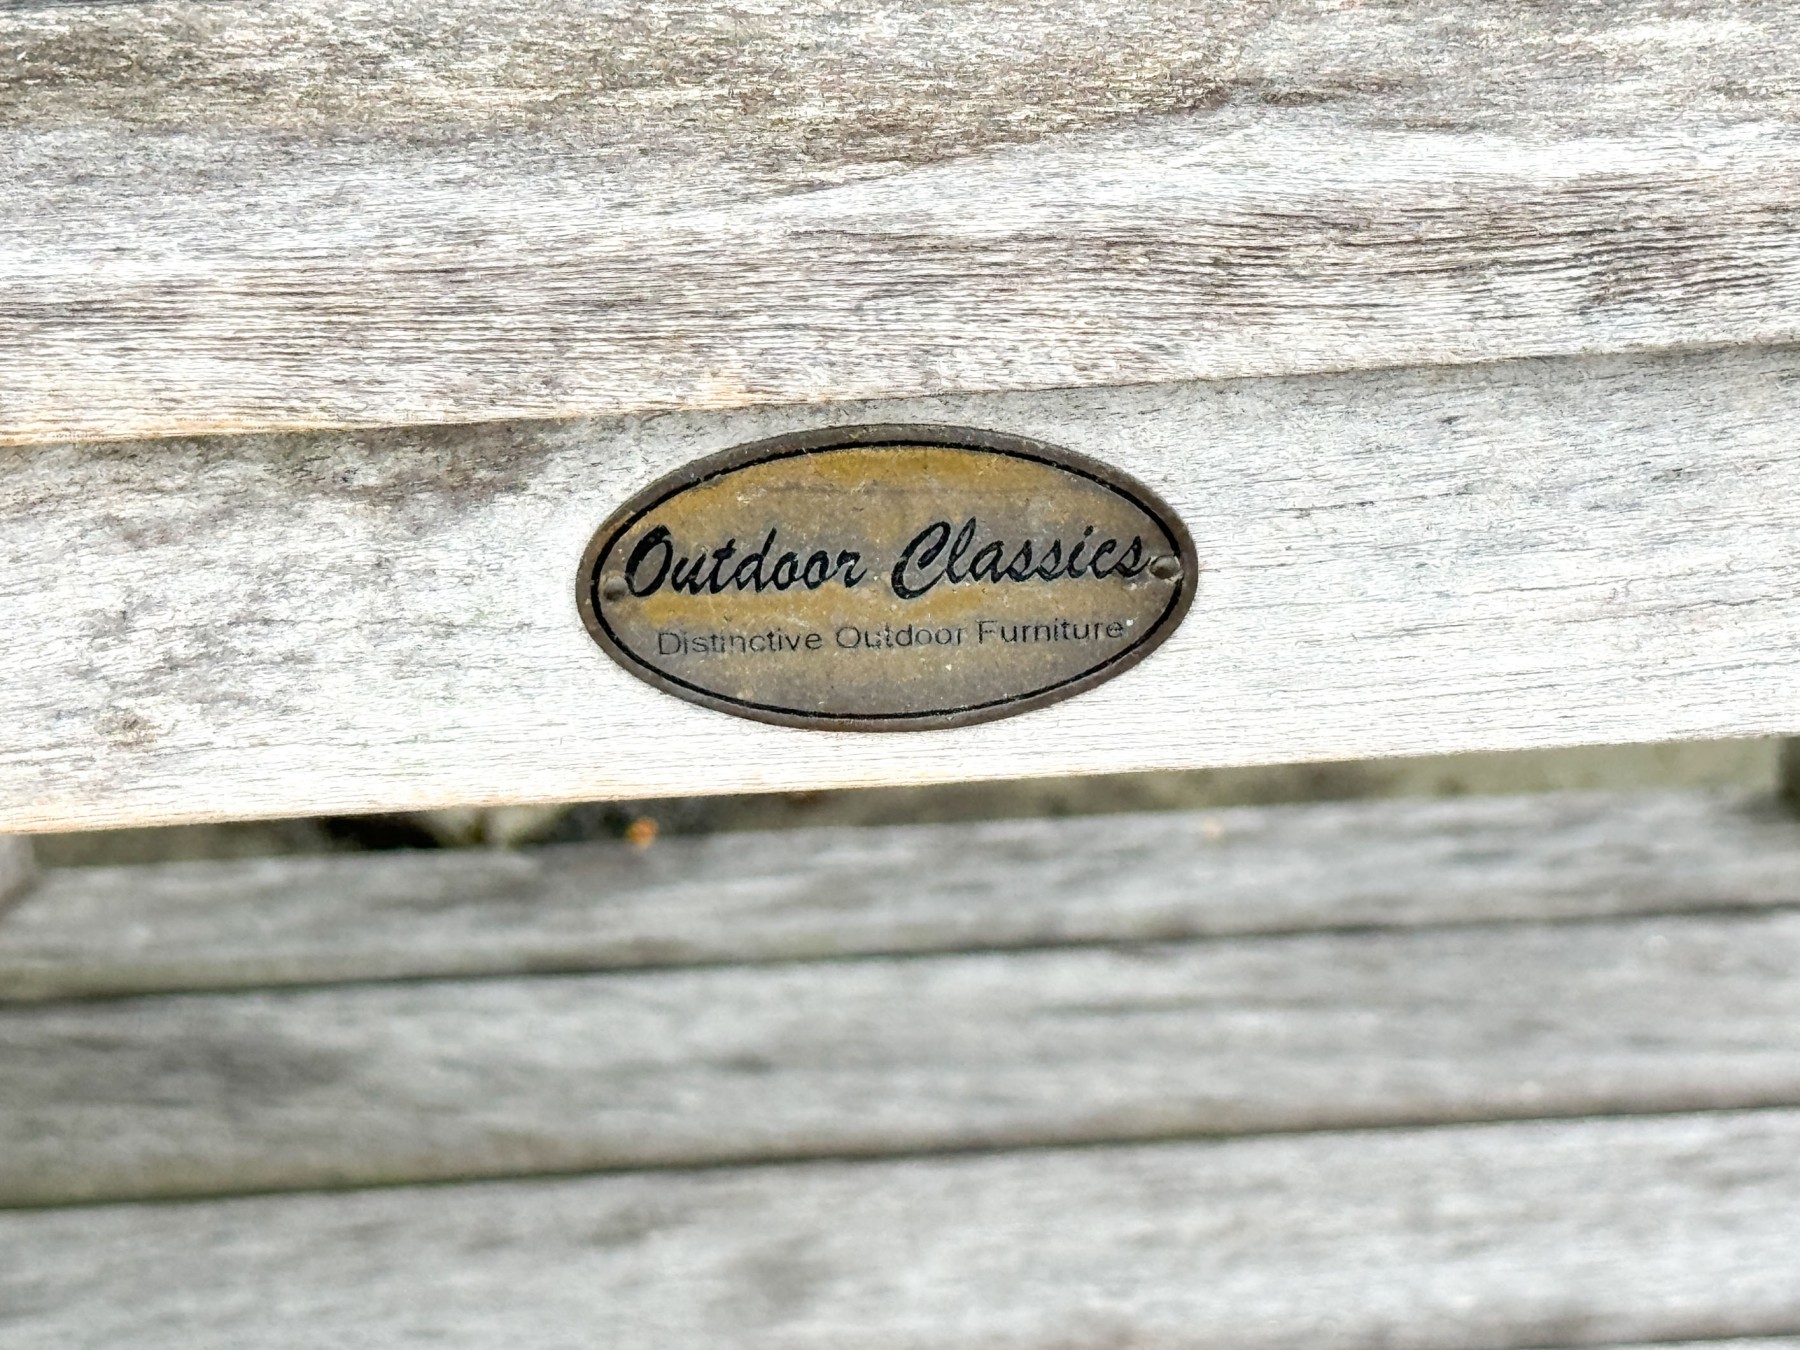 Outdoor Classics
Distinctive Outdoor Furniture